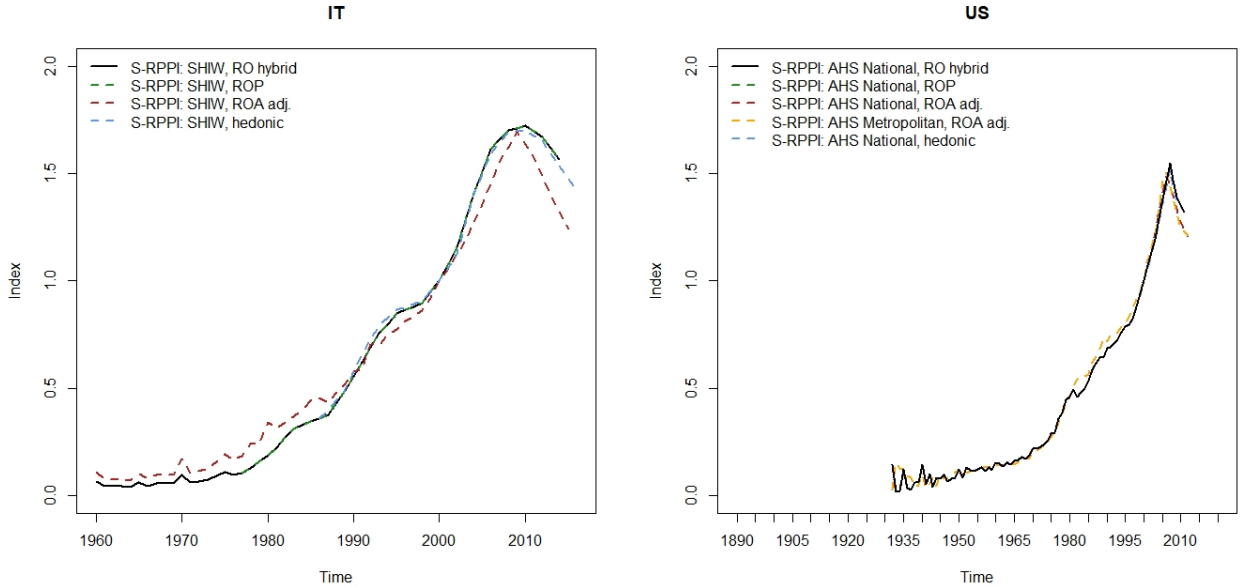 IT
S-RPPI: SHIW, RO hybrid
S-RPPI: SHIW, ROP
S-RPPI: SHIW, ROA adj.
S-RPPI: SHIW, hedonic
Index
2.0
1.5
1.0
0.5
0.0
1960 1970 1980 1990 2000 2010
Time
US
S-RPPI: AHS National, RO hybrid
S-RPPI: AHS National, ROP
S-RPPI: AHS National, ROA adj.
S-RPPI: AHS Metropolitan, ROA adj.
S-RPPI: AHS National, hedonic
Index
2.0
1.5
1.0
0.5
0.0
1890 1905 1920 1935 1950 1965 1980 1995 2010
Time